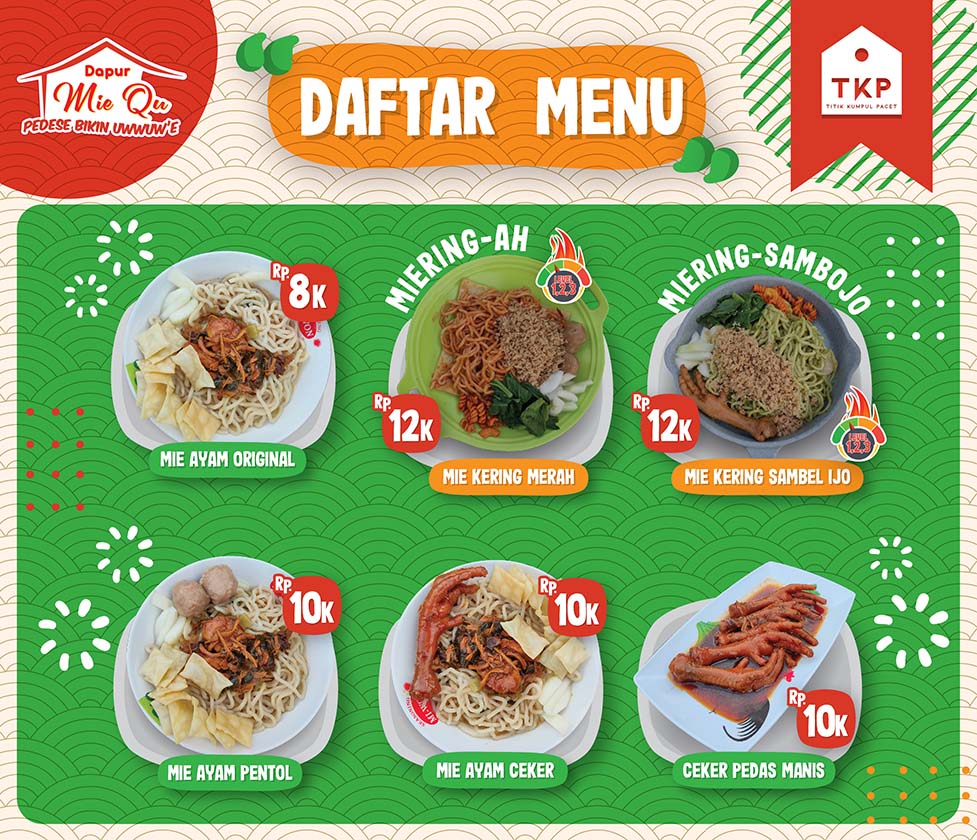 Dapur
Mie Qu
PEDESE BIKIN UWWUW'E
DAFTAR MENU
TKP
TITIK KUMPUL PACET
Rp.
8K
MIE AYAM ORIGINAL
MIERING-AH
LEVEL
1,2,3
Rp.
12K
MIE KERING MERAH
MIERING-SAMBOJO
Rp.
12K
LEVEL
1,2,3
MIE KERING SAMBEL IJO
Rp.
10K
MIE AYAM PENTOL
Rp.
10K
MIE AYAM CEKER
Rp.
10K
CEKER PEDAS MANIS